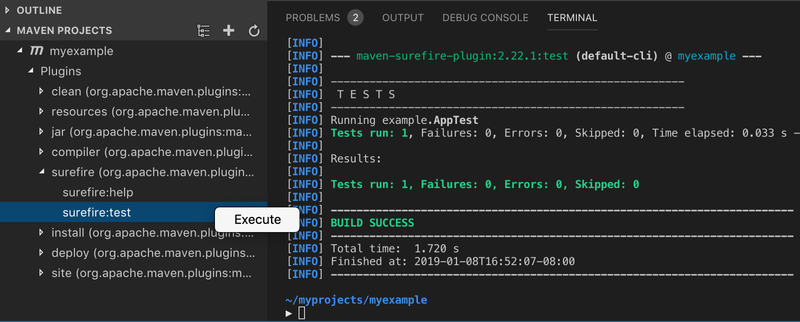 OUTLINE
MAVEN PROJECTS
myexample
Plugins
clean (org.apache.maven.plugins:...
resources (org.apache.maven.plu...
jar (org.apache.maven.plugins:ma...
compiler (org.apache.maven.plugi...
surefire (org.apache.maven.plugin...
surefire:help
surefire:test
Execute
install (org.apache.maven.plugins:...
deploy (org.apache.maven.plugin...
site (org.apache.maven.plugins:m...
PROBLEMS 2 OUTPUT DEBUG CONSOLE TERMINAL
[INFO]
[INFO] --- maven-surefire-plugin:2.22.1:test (default-cli) @ myexample ---
[INFO]
[INFO] -------------------------------------------------------
[INFO] T E S T S
[INFO] -------------------------------------------------------
[INFO] Running example.AppTest
[INFO] Tests run: 1, Failures: 0, Errors: 0, Skipped: 0, Time elapsed: 0.033 s -
[INFO]
[INFO] Results:
[INFO]
[INFO] Tests run: 1, Failures: 0, Errors: 0, Skipped: 0
[INFO]
[INFO] ------------------------------------------------------------------------
[INFO] BUILD SUCCESS
[INFO] ------------------------------------------------------------------------
[INFO] Total time: 1.720 s
[INFO] Finished at: 2019-01-08T16:52:07-08:00
[INFO] ------------------------------------------------------------------------
~/myprojects/myexample